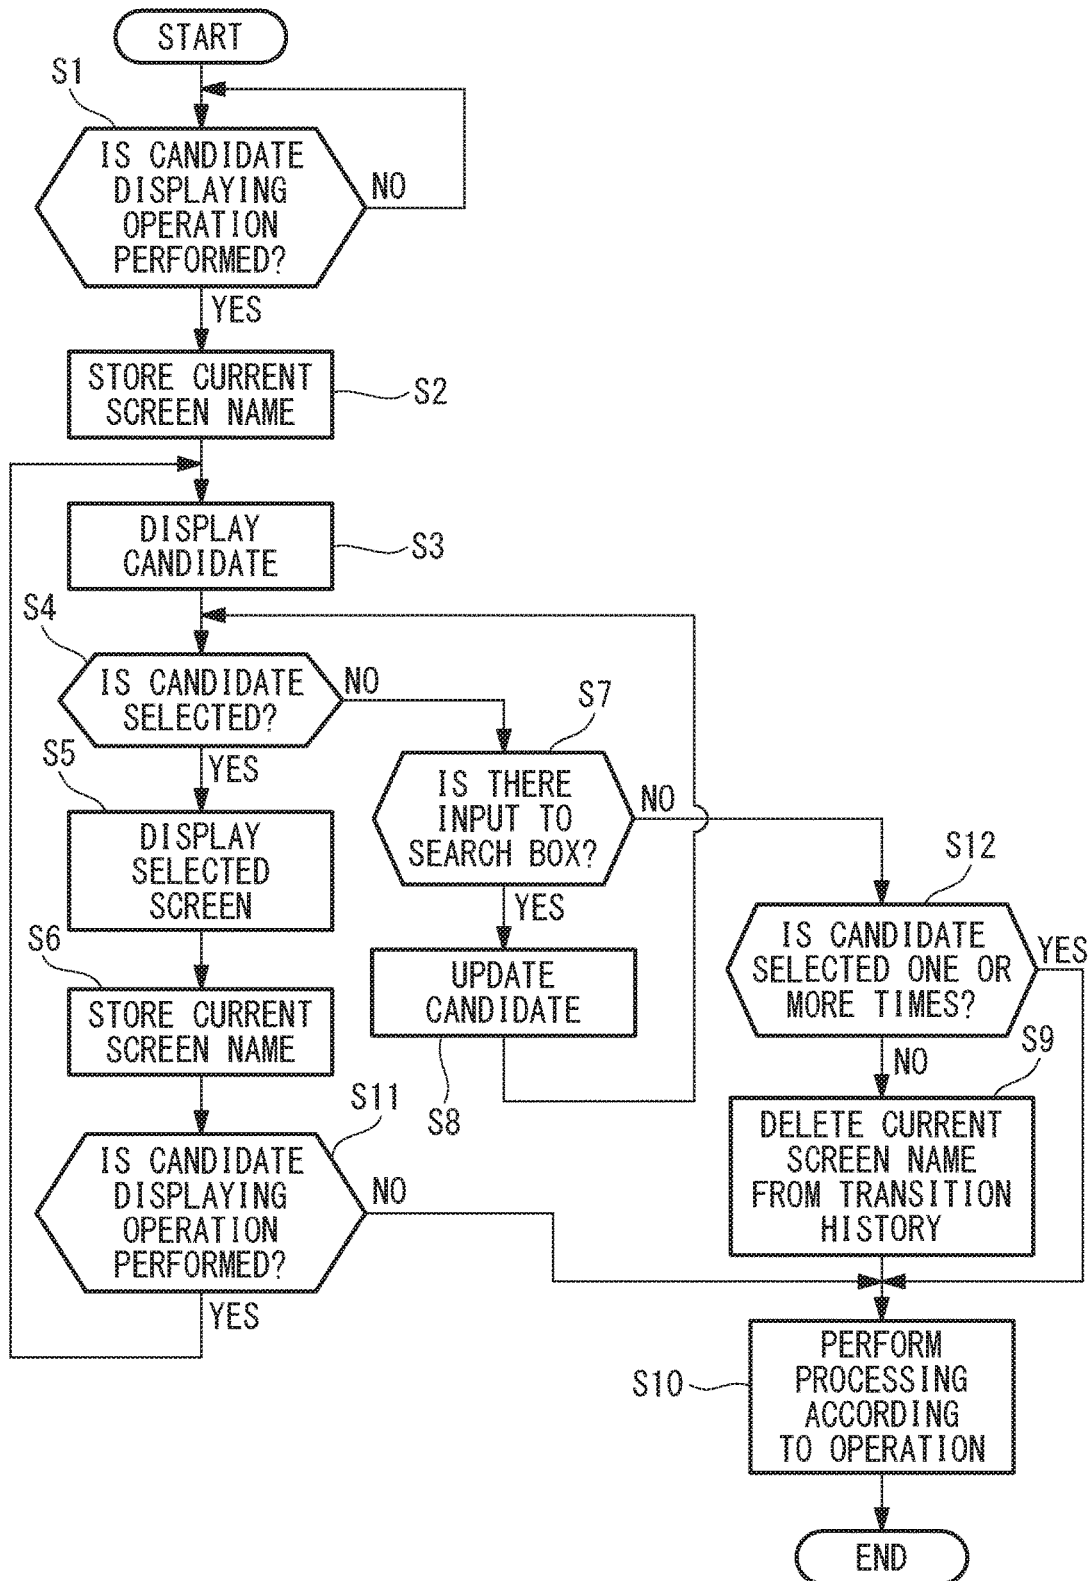 START
S1
IS CANDIDATE
DISPLAYING
OPERATION
PERFORMED?
NO
YES
STORE CURRENT
SCREEN NAME
S2
DISPLAY
CANDIDATE
S3
S4
IS CANDIDATE
SELECTED?
NO
YES
S5
DISPLAY
SELECTED
SCREEN
S6
STORE CURRENT
SCREEN NAME
S11
IS CANDIDATE
DISPLAYING
OPERATION
PERFORMED?
NO
YES
S7
IS THERE
INPUT TO
SEARCH BOX?
NO
YES
UPDATE
CANDIDATE
S8
S12
IS CANDIDATE
SELECTED ONE OR
MORE TIMES?
YES
NO
S9
DELETE CURRENT
SCREEN NAME
FROM TRANSITION
HISTORY
S10
PERFORM
PROCESSING
ACCORDING
TO OPERATION
END